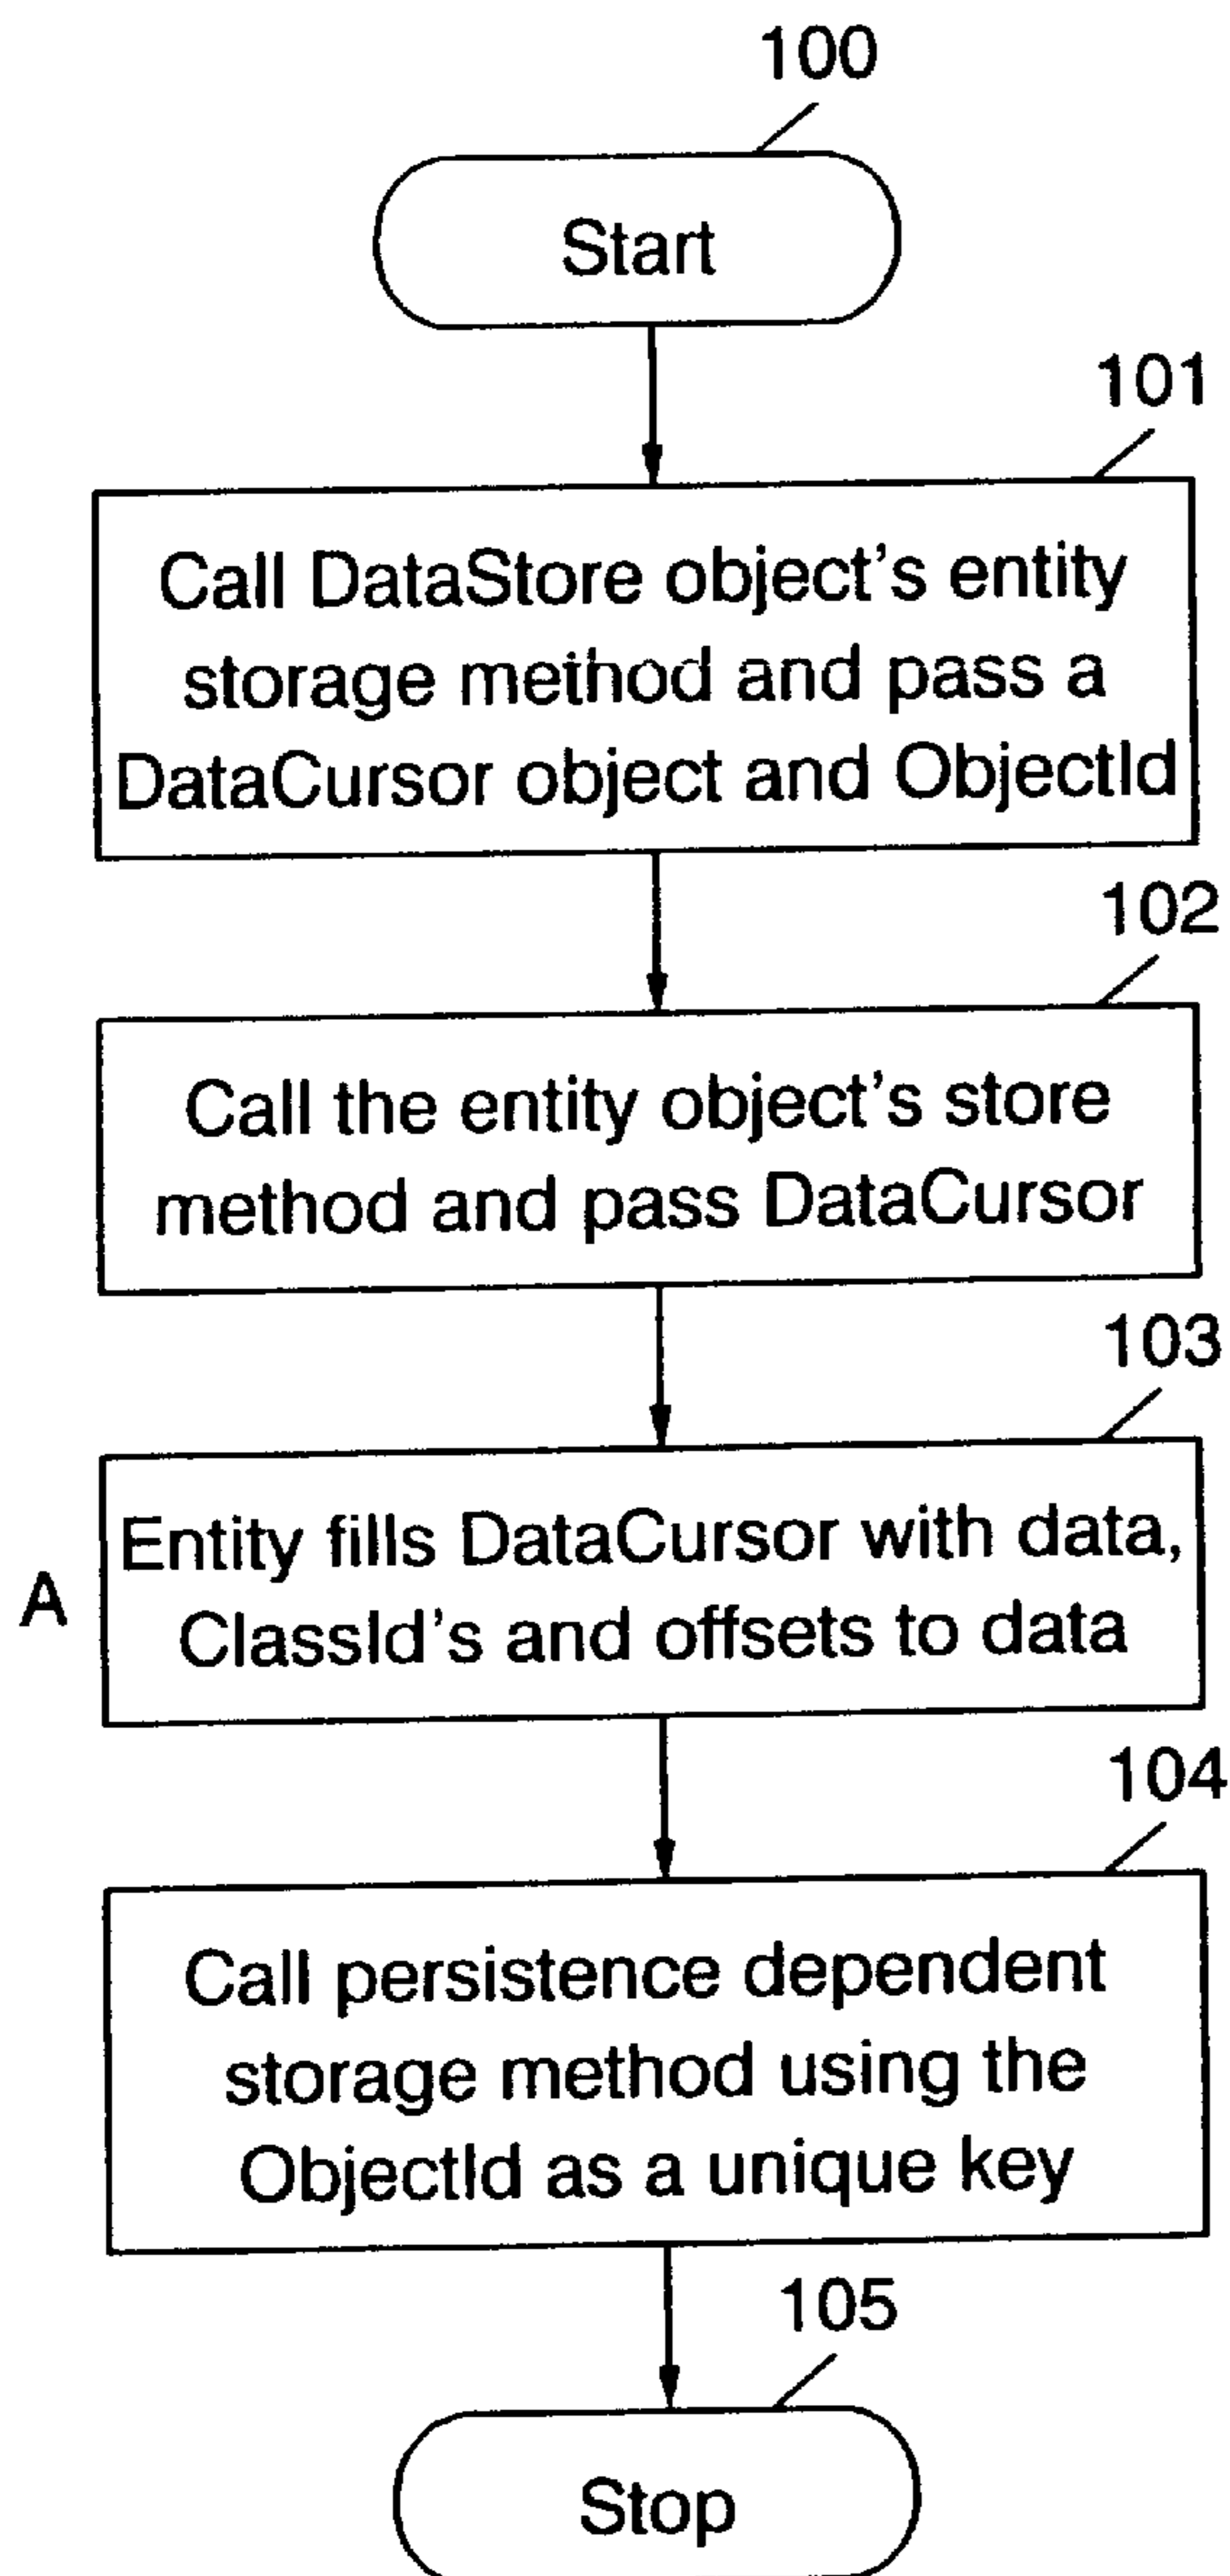 100
Start
101
Call DataStore object's entity
storage method and pass a
DataCursor object and ObjectId
102
Call the entity object's store
method and pass DataCursor
103
Entity fills DataCursor with data,
A
ClassId's and offsets to data
104
Call persistence dependent
storage method using the
ObjectId as a unique key
105
Stop